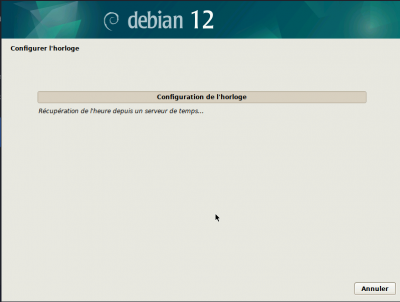 debian 12
Configurer l'horloge
Configuration de l'horloge
Récupération de l'heure depuis un serveur de temps...
Annuler